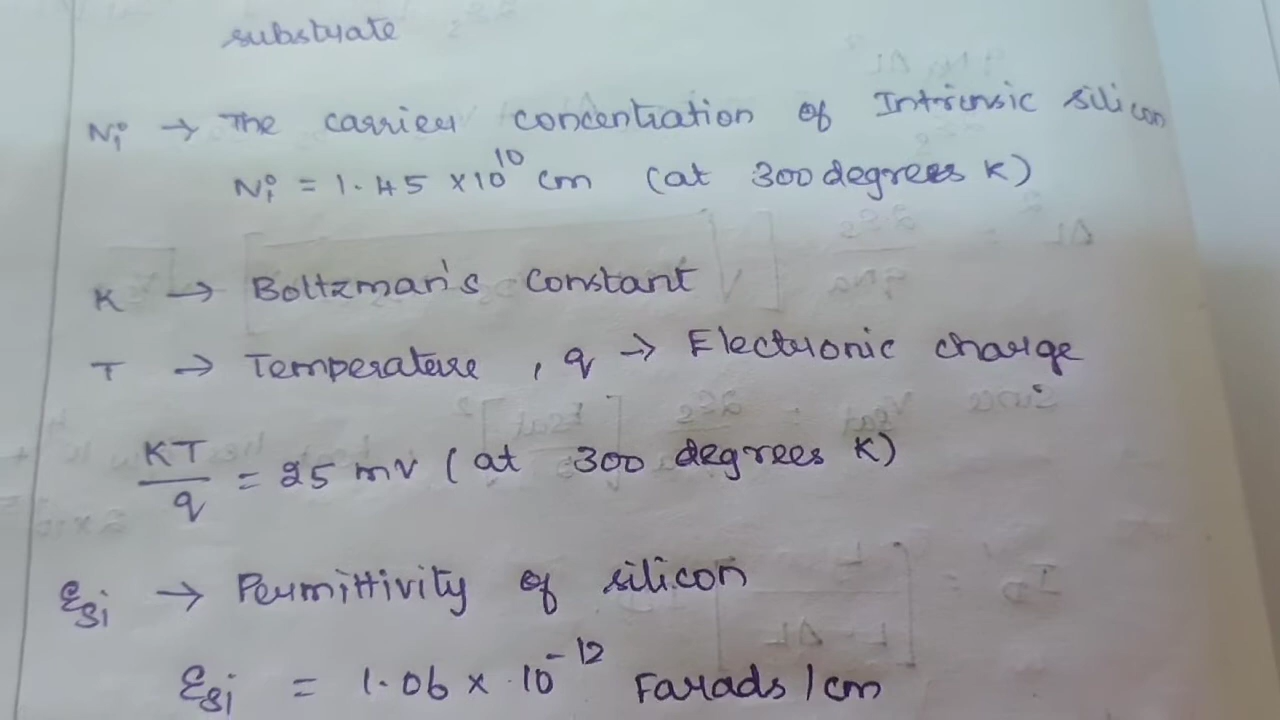 substrate
Ni → The carrier concentration of Intrinsic silicon
Ni = 1.45 × 10^10 cm (at 300 degrees K)
K → Boltzman's constant
T → Temperature , q → Electronic charge
KT/q = 25 mv (at 300 degrees K)
εsi → Permittivity of silicon
εsi = 1.06 × 10^-12 Farads / cm